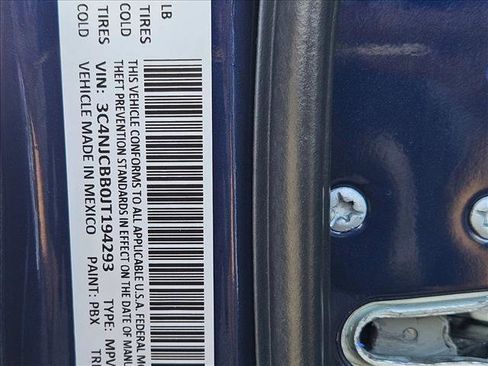 LB
TIRES TIRES
COLD COLD
THIS VEHICLE CONFORMS TO ALL APPLICABLE U.S.A. FEDERAL
THEFT PREVENTION STANDARDS IN EFFECT ON THE DATE OF
VIN: 3C4NJCBB0JT194293 TYPE: MPV
VEHICLE MADE IN MEXICO PAINT: PBX